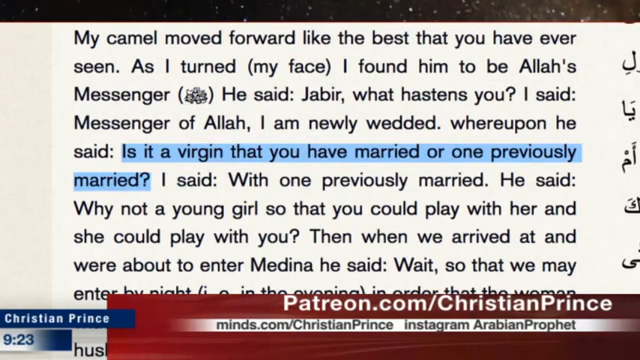 My camel moved forward like the best that you have ever
seen. As I turned (my face) I found him to be Allah's
Messenger (ﷺ) He said: Jabir, what hastens you? I said:
Messenger of Allah, I am newly wedded. whereupon he
said: Is it a virgin that you have married or one previously
married? I said: With one previously married. He said:
Why not a young girl so that you could play with her and
she could play with you? Then when we arrived at and
were about to enter Medina he said: Wait, so that we may
enter by night (i. e. in the evening) in order that the woman
hus
يَا
أَمْ
Patreon.com/ChristianPrince
Christian Prince
minds.com/ChristianPrince instagram ArabianProphet
9:23